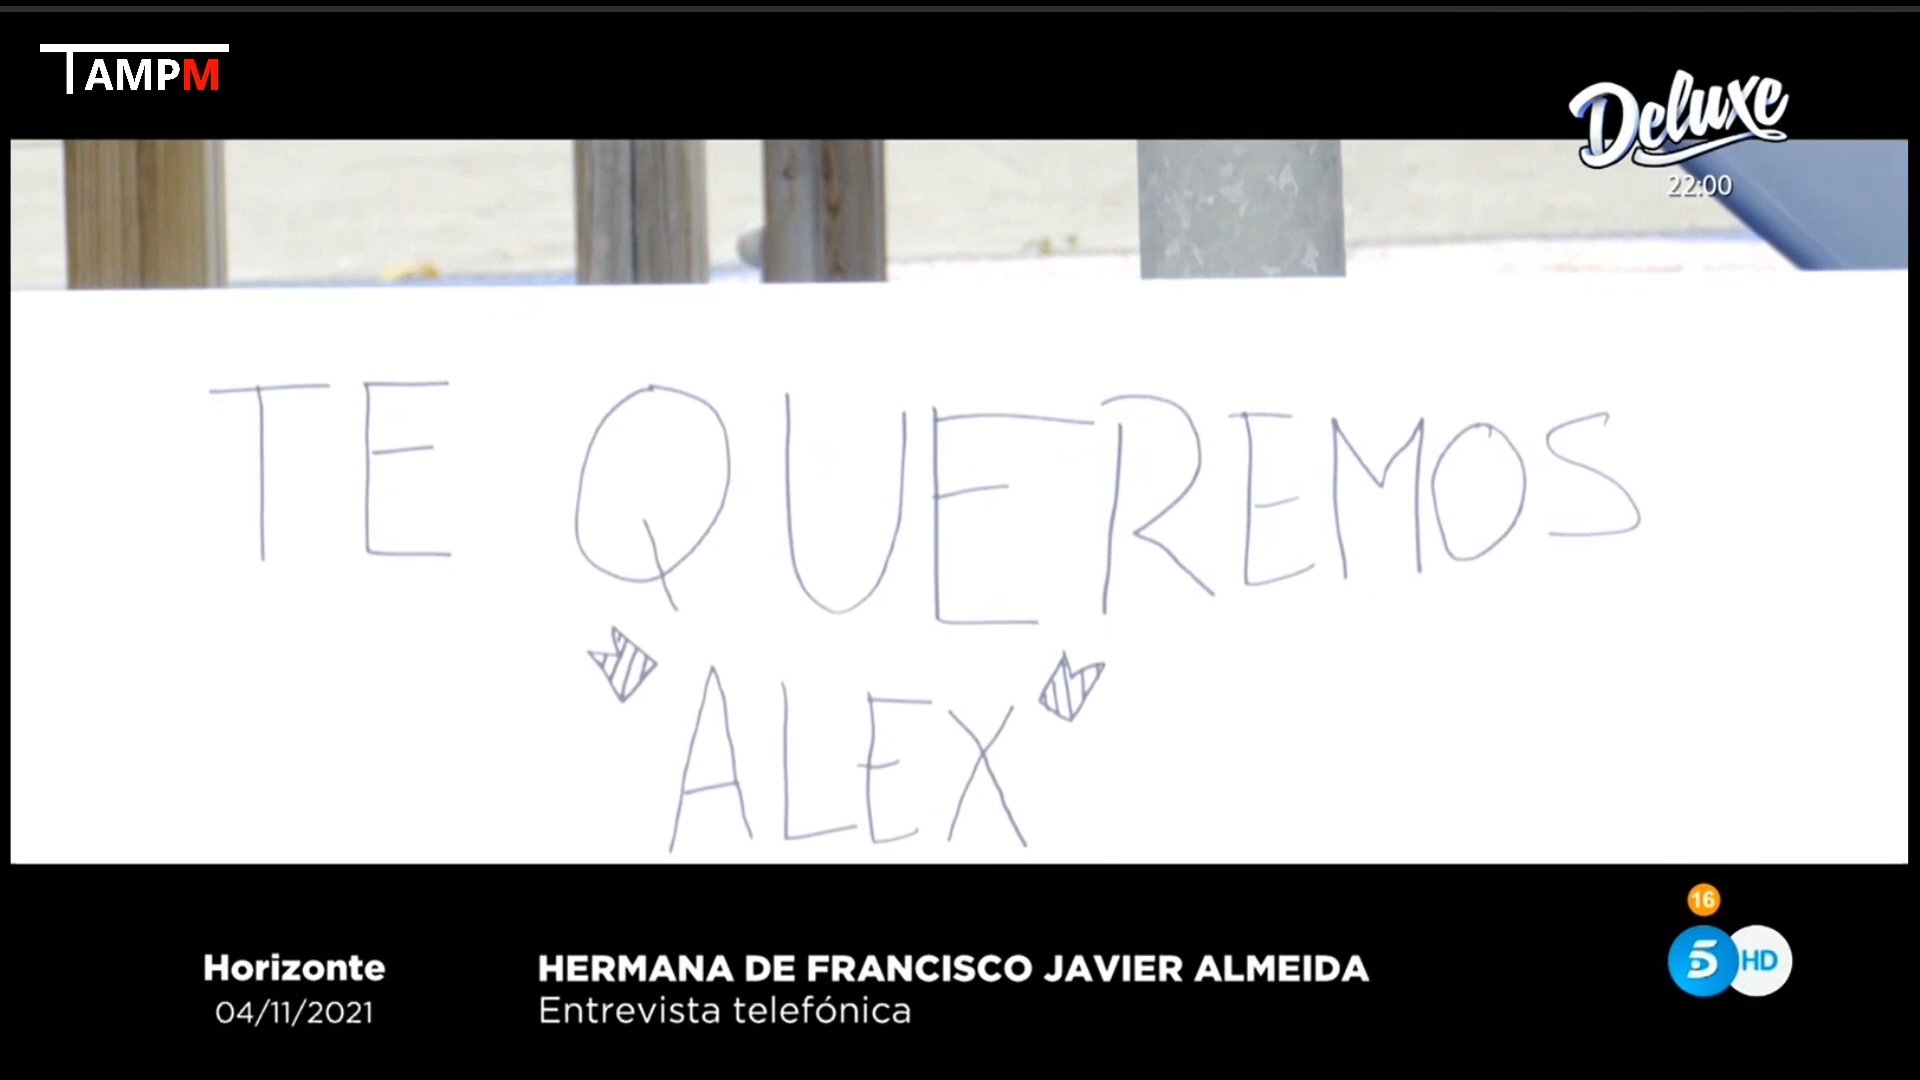 TAMPM
Deluxe
22:00
TE QUEREMOS
ALEX
16
5 HD
Horizonte
04/11/2021
HERMANA DE FRANCISCO JAVIER ALMEIDA
Entrevista telefónica